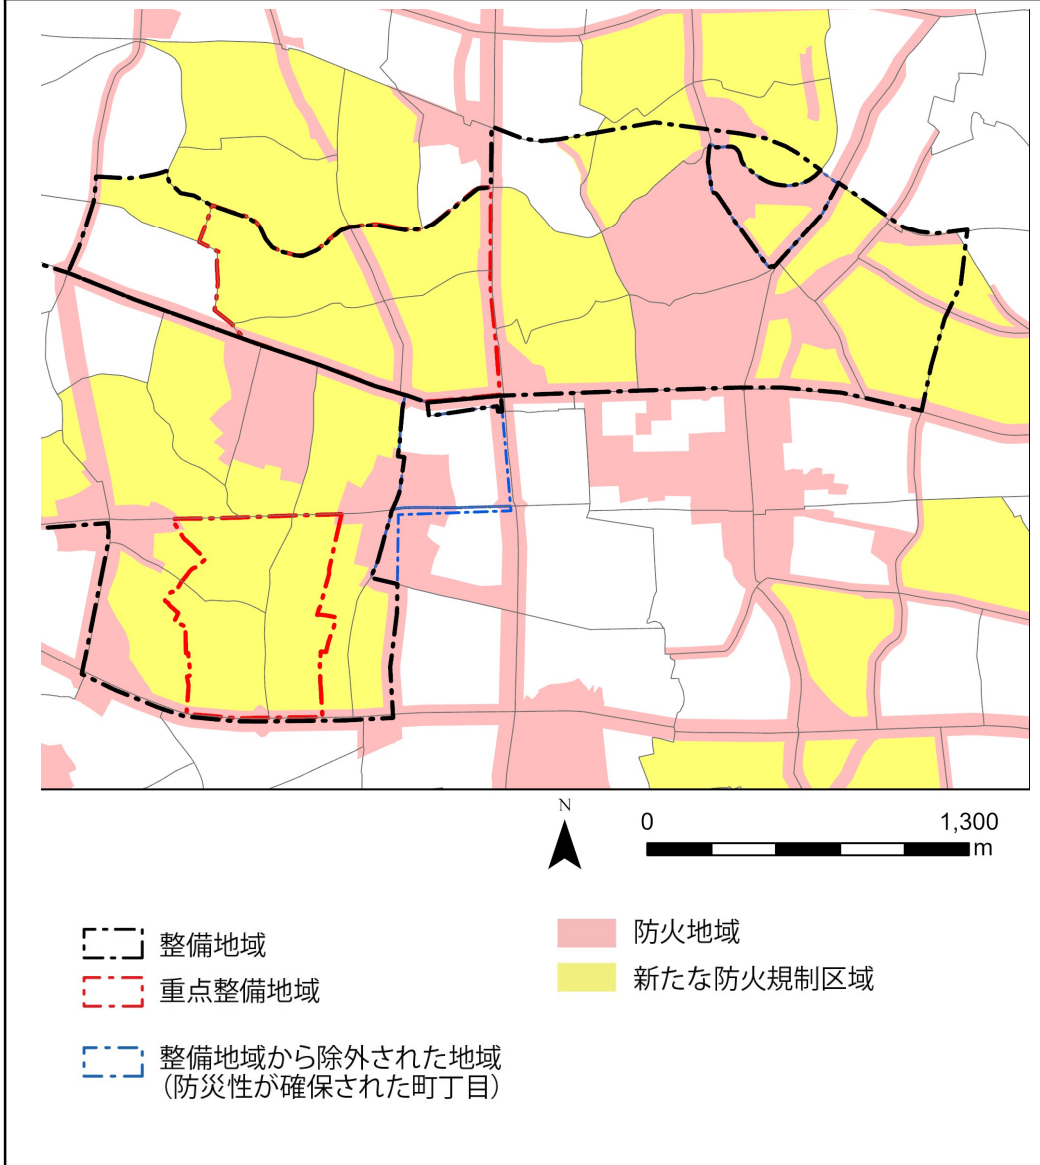 N
0
1,300
m
整備地域
重点整備地域
整備地域から除外された地域
（防災性が確保された町丁目）
防火地域
新たな防火規制区域